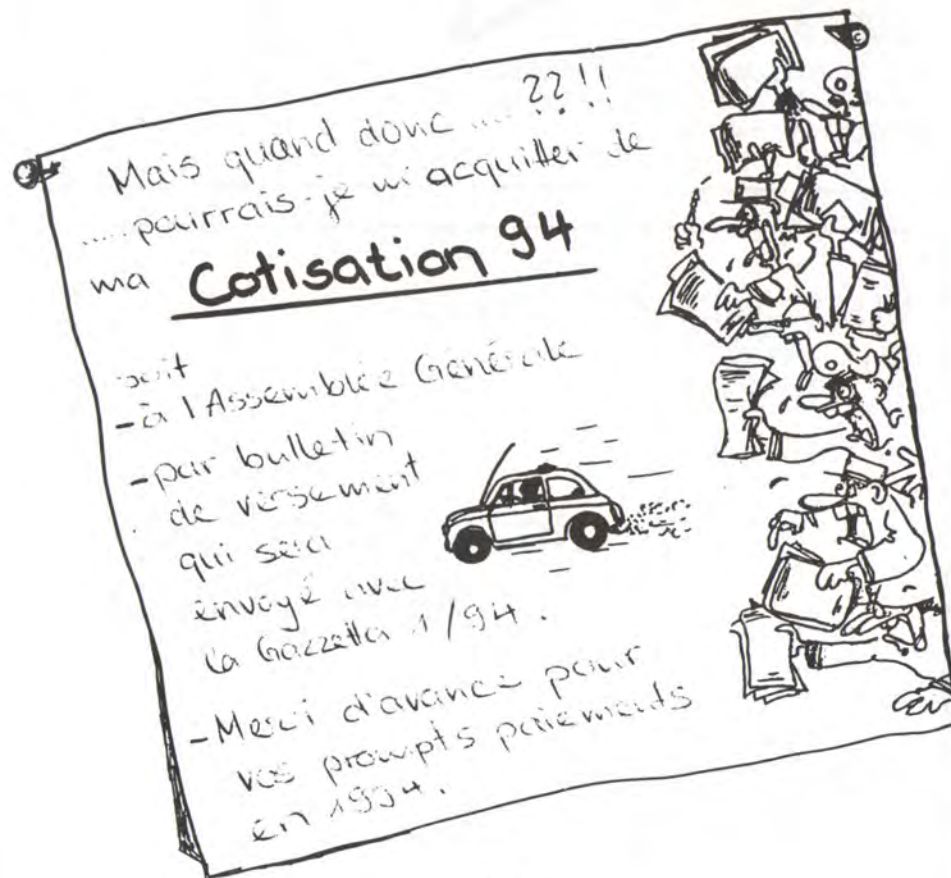 Mais quand donc .... ??!!
..... pourrais-je m'acquitter de
ma Cotisation 94
soit
- à l'Assemblée Générale
- par bulletin
de versement
qui sera
envoyé avec
la Gazzetta 1/94.
- Merci d'avance pour
vos prompts paiements
en 1994.